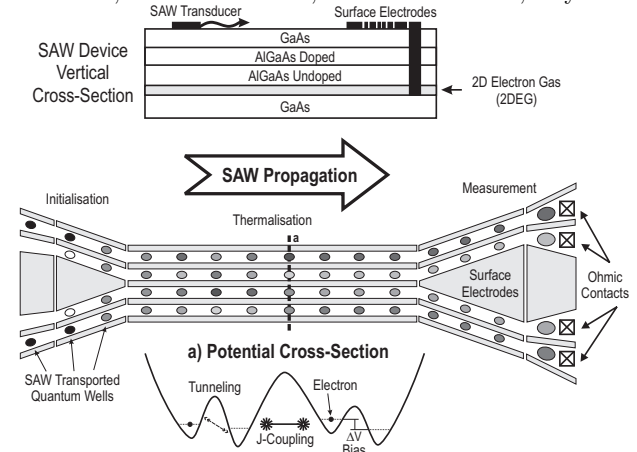 SAW Transducer
Surface Electrodes
GaAs
AlGaAs Doped
AlGaAs Undoped
GaAs
SAW Device
Vertical
Cross-Section
2D Electron Gas
(2DEG)
SAW Propagation
Initialisation
Thermalisation
Measurement
a
Surface
Electrodes
Ohmic
Contacts
SAW Transported
Quantum Wells
a) Potential Cross-Section
Tunneling
Electron
J-Coupling
ΔV
Bias